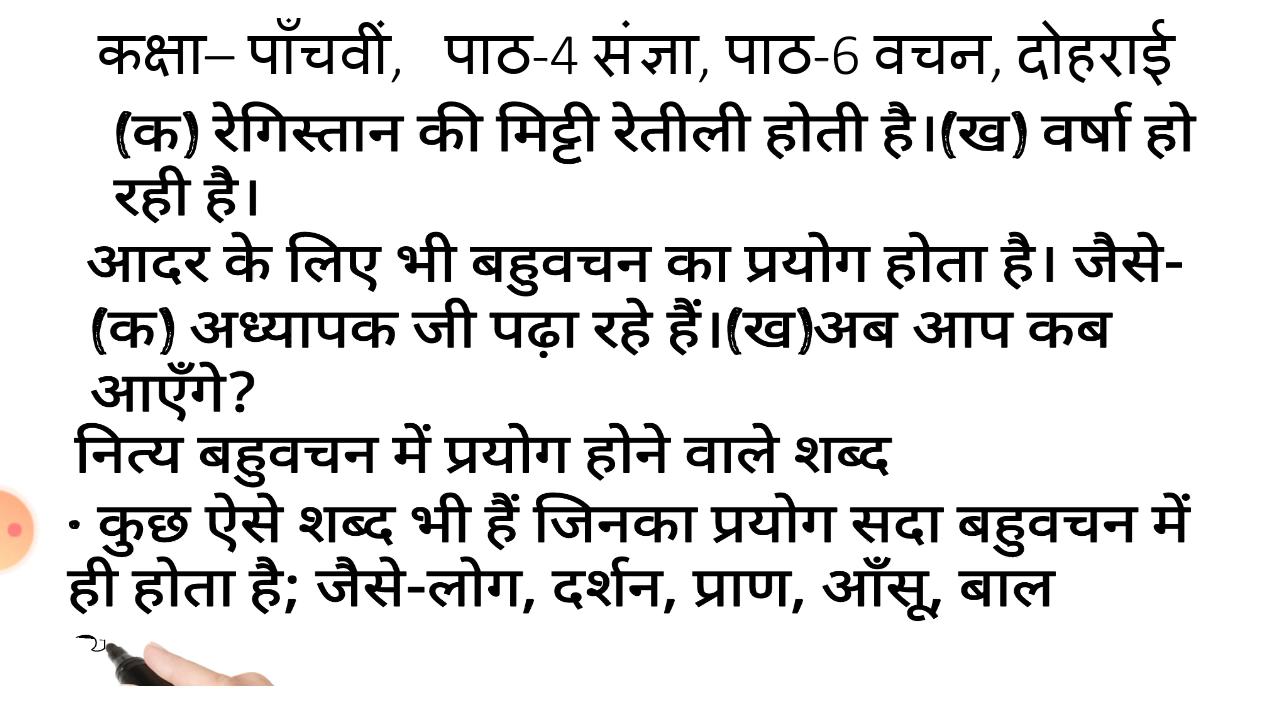 कक्षा– पाँचवीं, पाठ-4 संज्ञा, पाठ-6 वचन, दोहराई
(क) रेगिस्तान की मिट्टी रेतीली होती है।(ख) वर्षा हो
रही है।
आदर के लिए भी बहुवचन का प्रयोग होता है। जैसे-
(क) अध्यापक जी पढ़ा रहे हैं।(ख)अब आप कब
आएँगे?
नित्य बहुवचन में प्रयोग होने वाले शब्द
· कुछ ऐसे शब्द भी हैं जिनका प्रयोग सदा बहुवचन में
ही होता है; जैसे-लोग, दर्शन, प्राण, आँसू, बाल